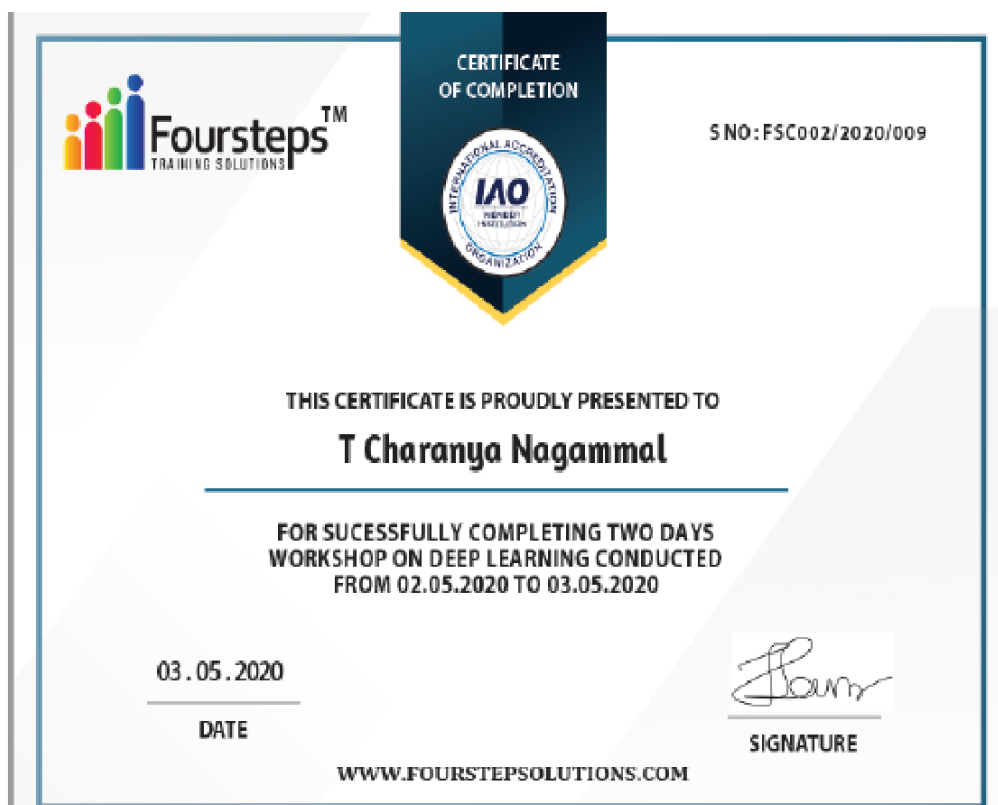 CERTIFICATE
OF COMPLETION
Foursteps™
TRAINING SOLUTIONS
S NO: FSC002/2020/009
INTERNATIONAL ACCREDITATION
IAO
MEMBER
INSTITUTION
ORGANIZATION
THIS CERTIFICATE IS PROUDLY PRESENTED TO
T Charanya Nagammal
FOR SUCESSFULLY COMPLETING TWO DAYS
WORKSHOP ON DEEP LEARNING CONDUCTED
FROM 02.05.2020 TO 03.05.2020
03.05.2020
DATE
SIGNATURE
WWW.FOURSTEPSOLUTIONS.COM